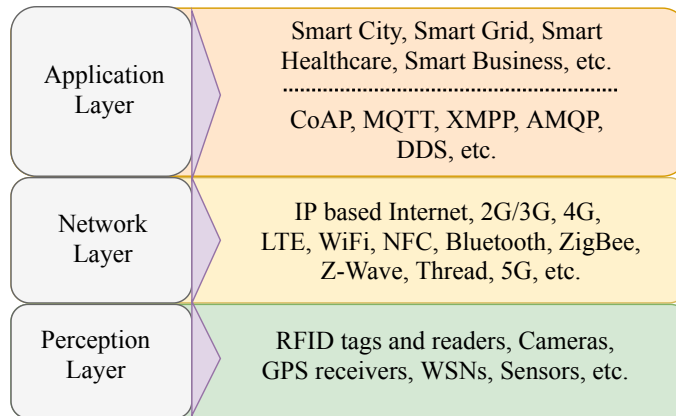 Application
Layer
Smart City, Smart Grid, Smart
Healthcare, Smart Business, etc.
CoAP, MQTT, XMPP, AMQP,
DDS, etc.
Network
Layer
IP based Internet, 2G/3G, 4G,
LTE, WiFi, NFC, Bluetooth, ZigBee,
Z-Wave, Thread, 5G, etc.
Perception
Layer
RFID tags and readers, Cameras,
GPS receivers, WSNs, Sensors, etc.